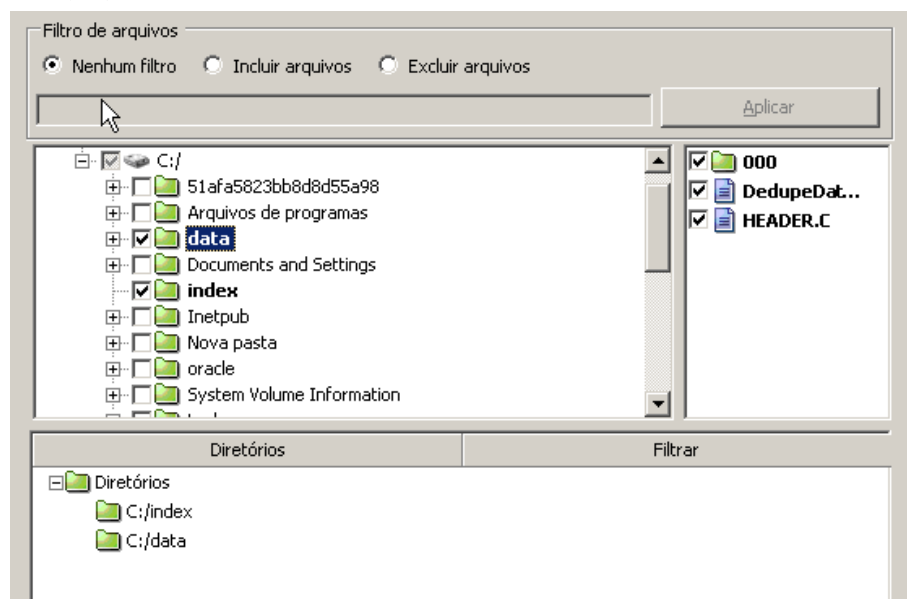 Filtro de arquivos
Nenhum filtro Incluir arquivos Excluir arquivos
Aplicar
C:/
51afa5823bb8d8d55a98
Arquivos de programas
data
Documents and Settings
index
Inetpub
Nova pasta
oracle
System Volume Information
000
DedupeDat...
HEADER.C
Diretórios Filtrar
Diretórios
C:/index
C:/data